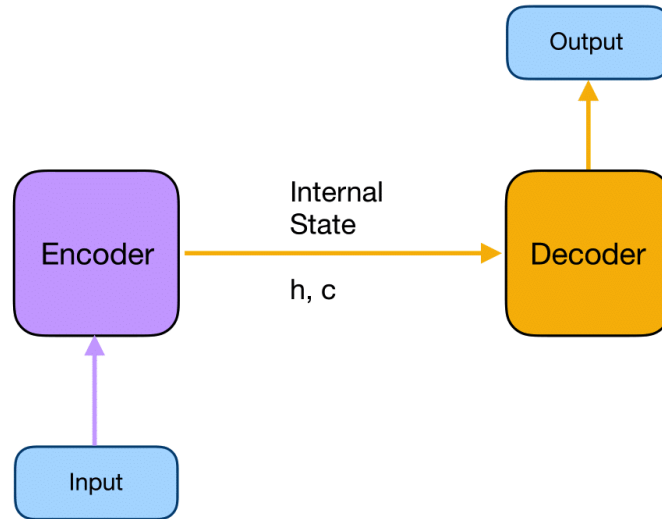 Output
Internal
State
Encoder
Decoder
h, c
Input